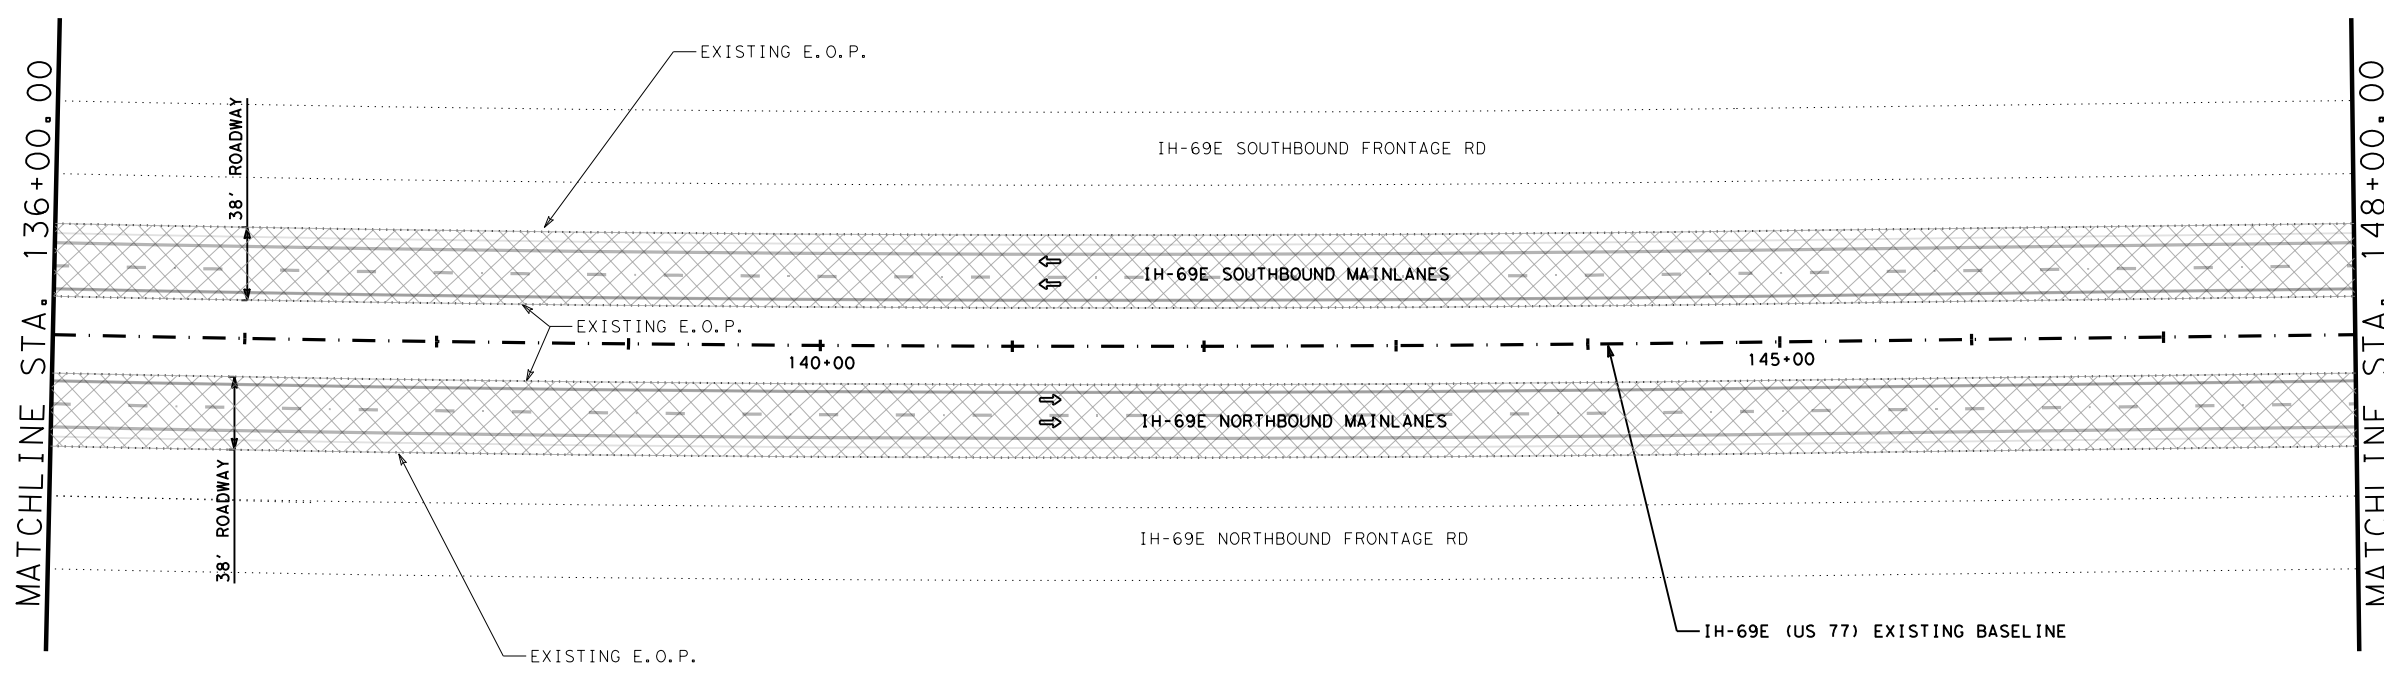 MATCHLINE STA. 136+00.00
EXISTING E.O.P.
38' ROADWAY
IH-69E SOUTHBOUND FRONTAGE RD
IH-69E SOUTHBOUND MAINLANES
EXISTING E.O.P.
140+00
145+00
IH-69E NORTHBOUND MAINLANES
38' ROADWAY
IH-69E NORTHBOUND FRONTAGE RD
EXISTING E.O.P.
IH-69E (US 77) EXISTING BASELINE
MATCHLINE STA. 148+00.00